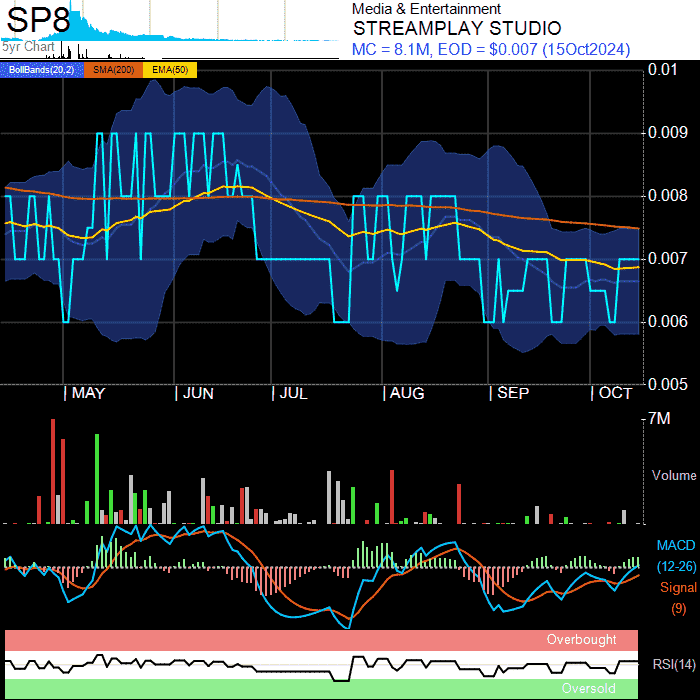 SP8
5yr Chart
Media & Entertainment
STREAMPLAY STUDIO
MC = 8.1M, EOD = $0.007 (15Oct2024)
BollBands(20,2) SMA(200) EMA(50)
0.01
0.009
0.008
0.007
0.006
0.005
| MAY | JUN | JUL | AUG | SEP | OCT
7M
Volume
MACD
(12-26)
Signal
(9)
Overbought
RSI(14)
Oversold